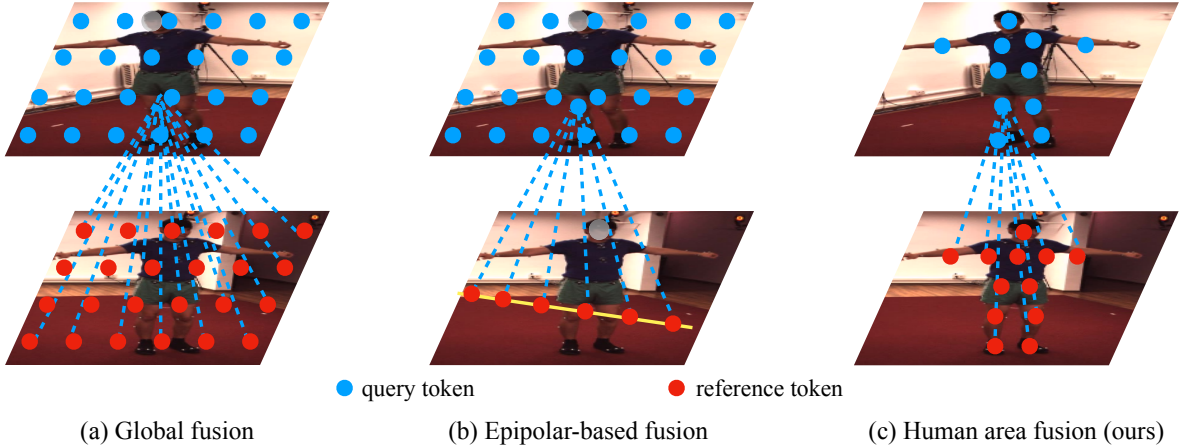 query token
reference token
(a) Global fusion
(b) Epipolar-based fusion
(c) Human area fusion (ours)